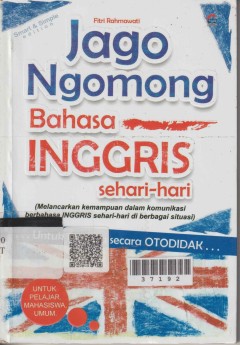 Fitri Rahmawati
Smart & Simple
edition
Jago
Ngomong
Bahasa
INGGRIS
sehari-hari
(Melancarkan kemampuan dalam komunikasi
berbahasa INGGRIS sehari-hari di berbagai situasi)
secara OTODIDAK...
37192
UNTUK
PELAJAR
MAHASISWA
UMUM